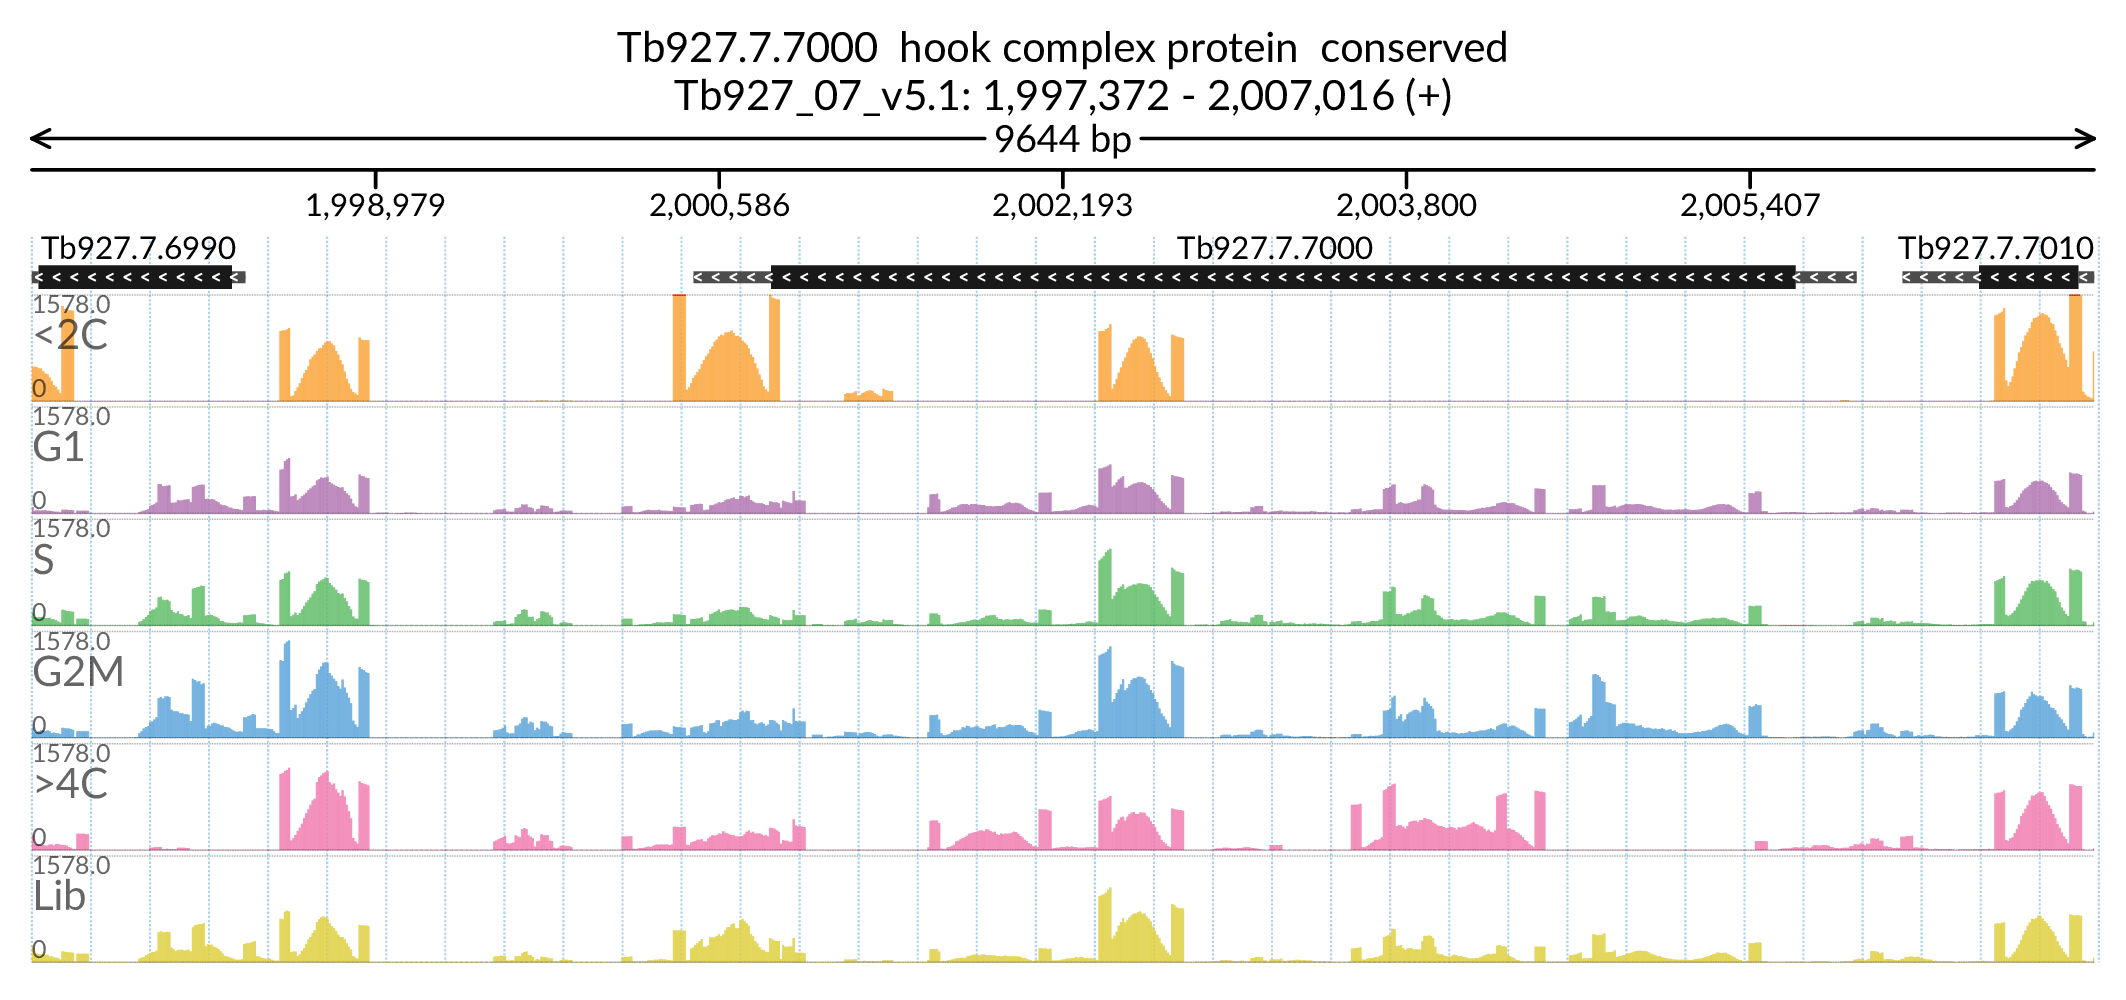 Tb927.7.7000 hook complex protein conserved
Tb927_07_v5.1: 1,997,372 - 2,007,016 (+)
9644 bp
1,998,979 2,000,586 2,002,193 2,003,800 2,005,407
Tb927.7.6990 Tb927.7.7000 Tb927.7.7010
1578.0
<2C
0
1578.0
G1
0
1578.0
S
0
1578.0
G2M
0
1578.0
>4C
0
1578.0
Lib
0